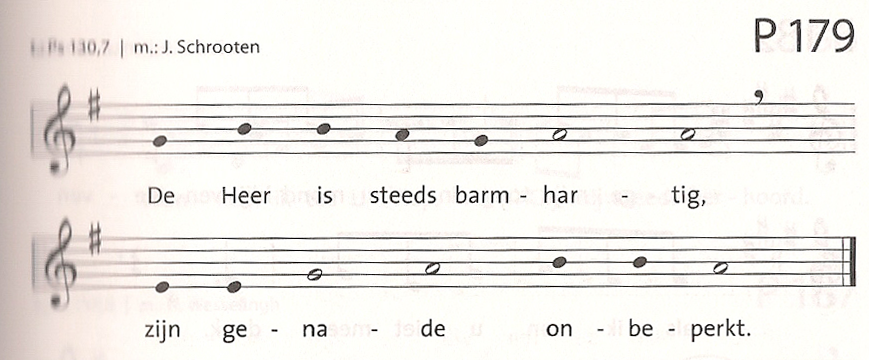 t.: Ps 130,7 | m.: J. Schrooten
P 179
De Heer is steeds barm - har - tig,
zijn ge - na - de on - be - perkt.